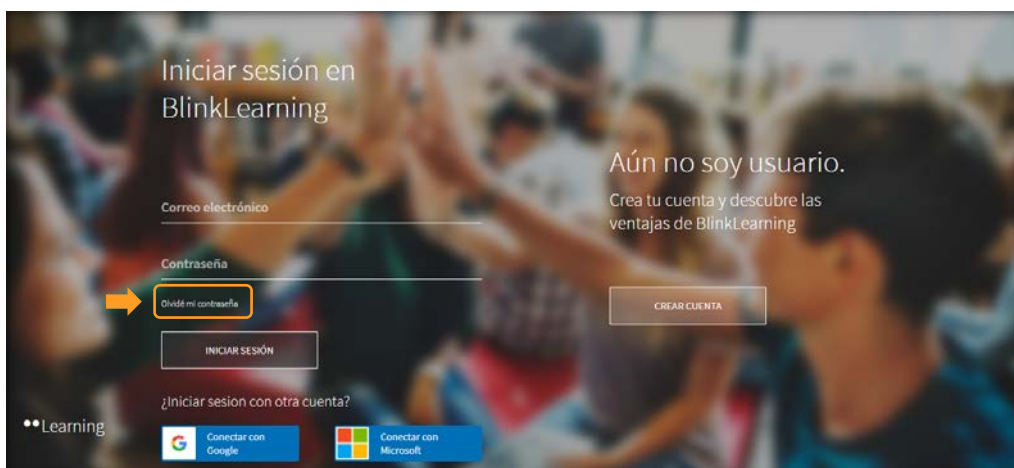 Iniciar sesión en
BlinkLearning
Correo electrónico
Contraseña
Olvidé mi contraseña
INICIAR SESIÓN
¿Iniciar sesion con otra cuenta?
Conectar con
Google
Conectar con
Microsoft
Aún no soy usuario.
Crea tu cuenta y descubre las
ventajas de BlinkLearning
CREAR CUENTA
Learning